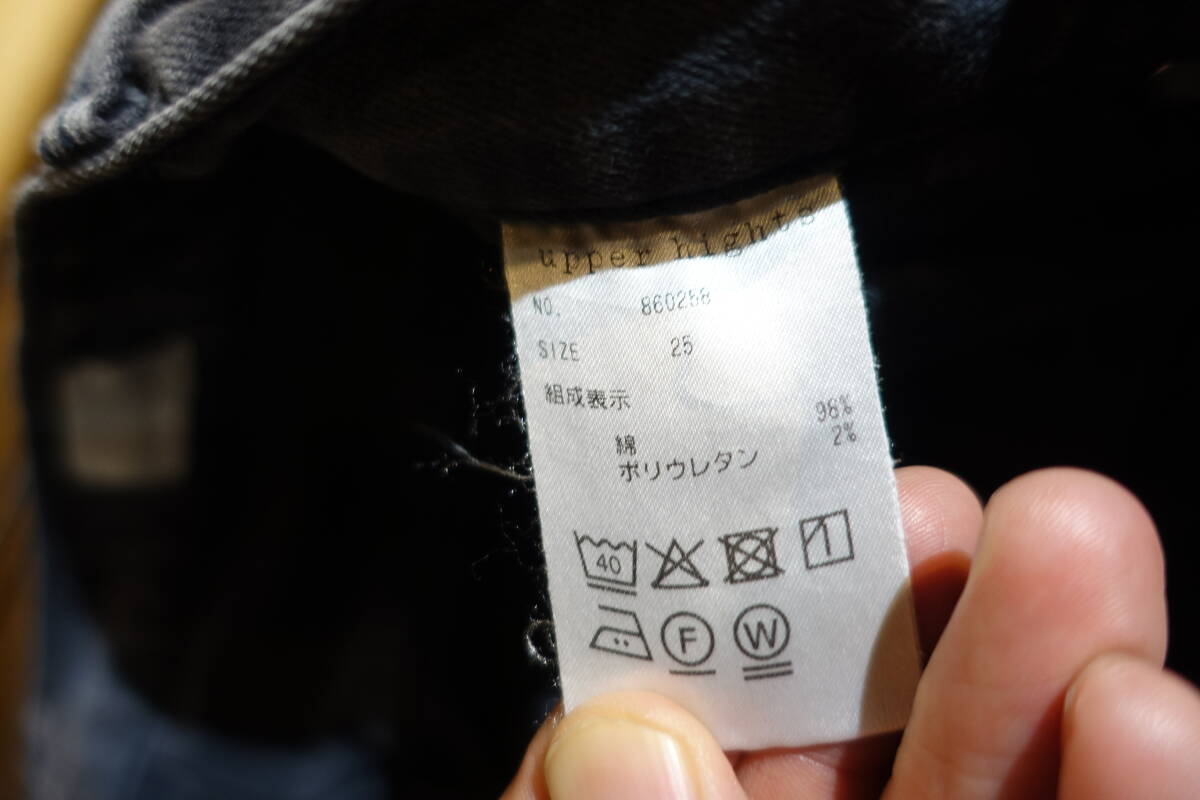 upper hights
NO. 860258
SIZE 25
組成表示
綿 98%
ポリウレタン 2%
40
F W